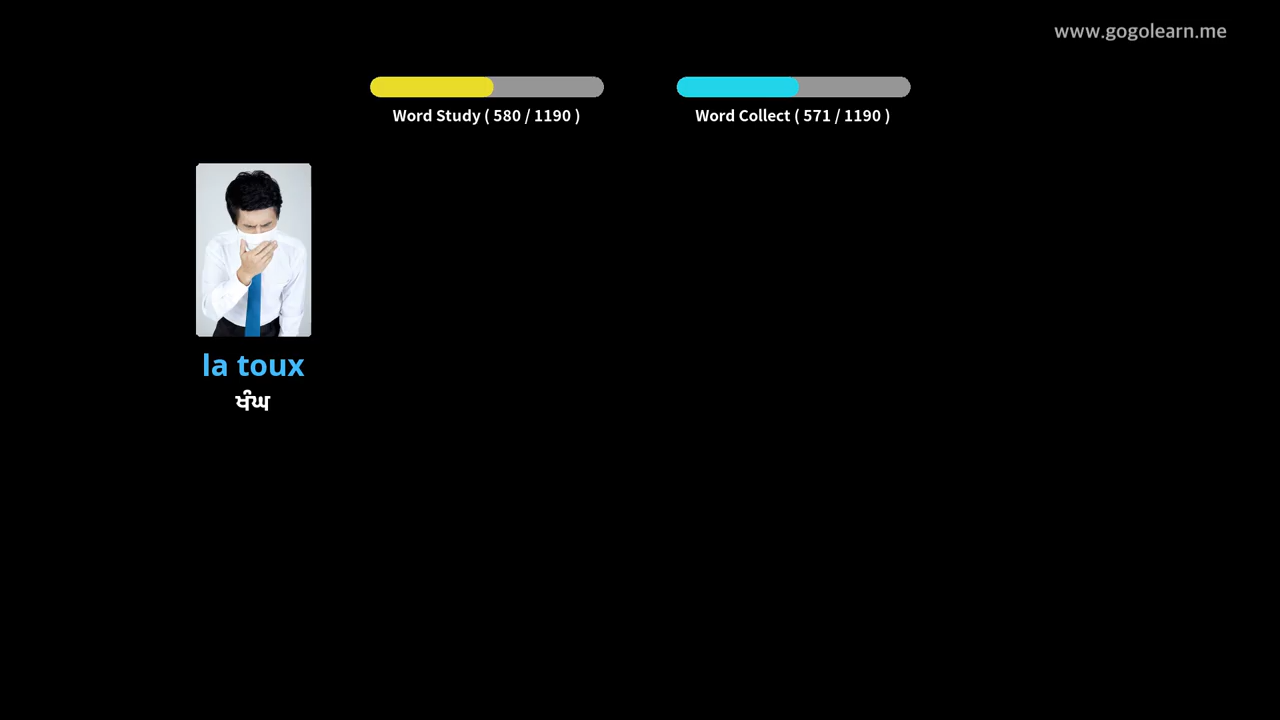 www.gogolearn.me
Word Study ( 580 / 1190 )
Word Collect ( 571 / 1190 )
la toux
ਖੰਘ